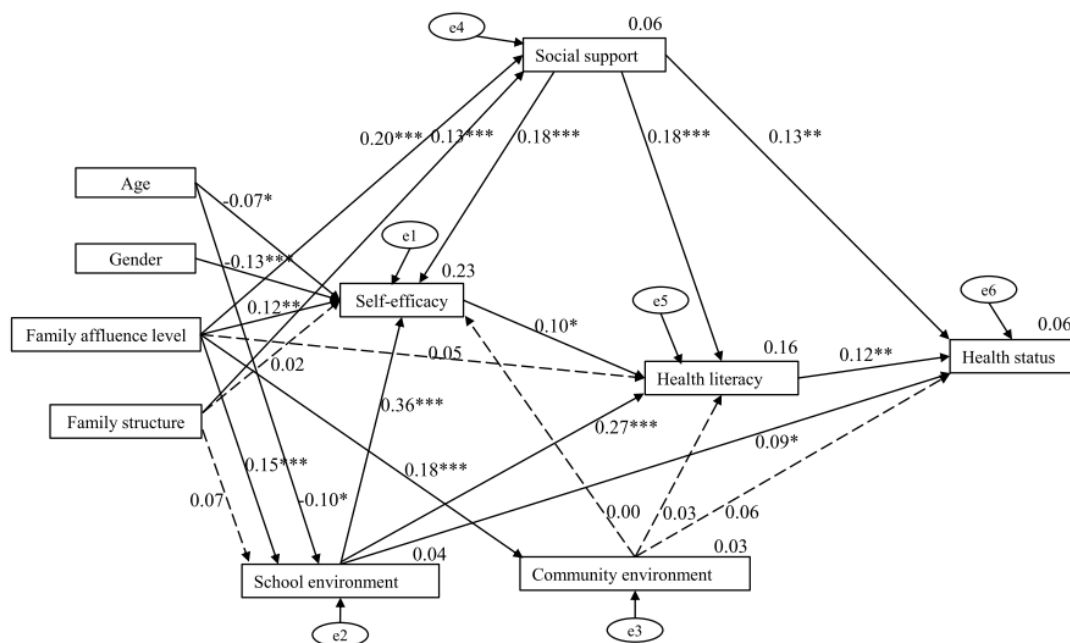 e4
0.06
Social support
0.20***
0.13***
0.18***
0.18***
0.13**
Age
-0.07*
Gender
-0.13***
e1
0.23
Self-efficacy
e5
e6
Family affluence level
0.12**
0.02
0.05
0.10*
0.16
Health literacy
0.12**
0.06
Health status
Family structure
0.36***
0.27***
0.09*
0.15***
0.07
-0.10*
0.18***
0.00
0.03
0.06
0.04
School environment
0.03
Community environment
e2
e3